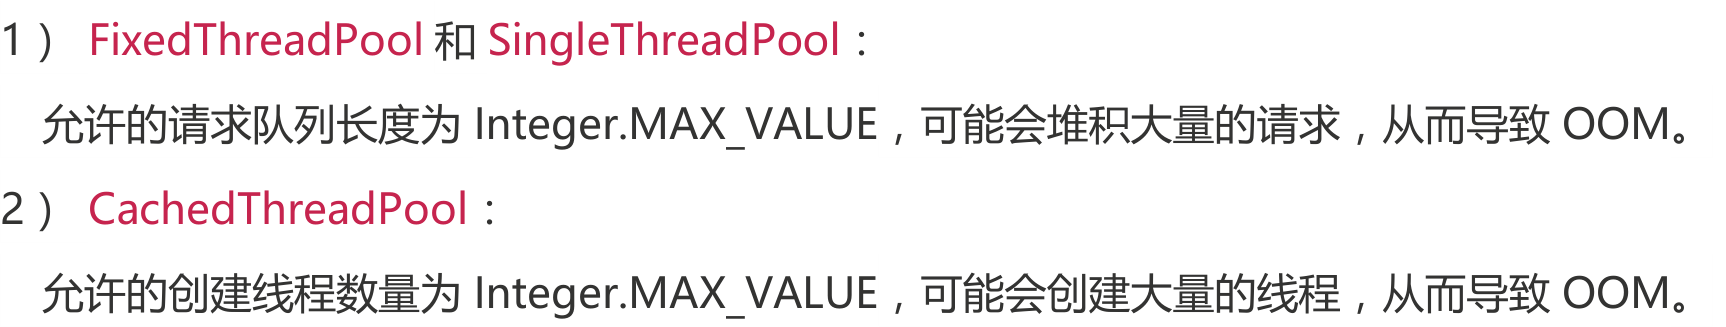 1） FixedThreadPool 和 SingleThreadPool：
允许的请求队列长度为 Integer.MAX_VALUE，可能会堆积大量的请求，从而导致 OOM。
2） CachedThreadPool：
允许的创建线程数量为 Integer.MAX_VALUE，可能会创建大量的线程，从而导致 OOM。